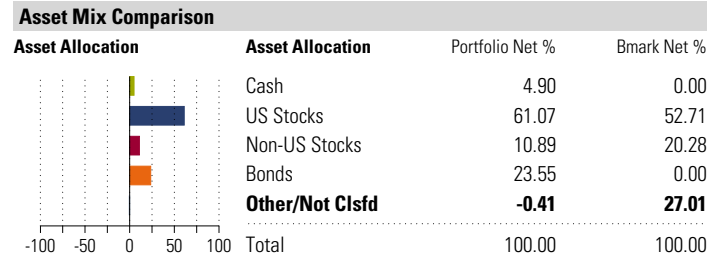 Asset Mix Comparison
Asset Allocation
Asset Allocation Portfolio Net % Bmark Net %
Cash 4.90 0.00
US Stocks 61.07 52.71
Non-US Stocks 10.89 20.28
Bonds 23.55 0.00
Other/Not Clsfd -0.41 27.01
-100 -50 0 50 100
Total 100.00 100.00